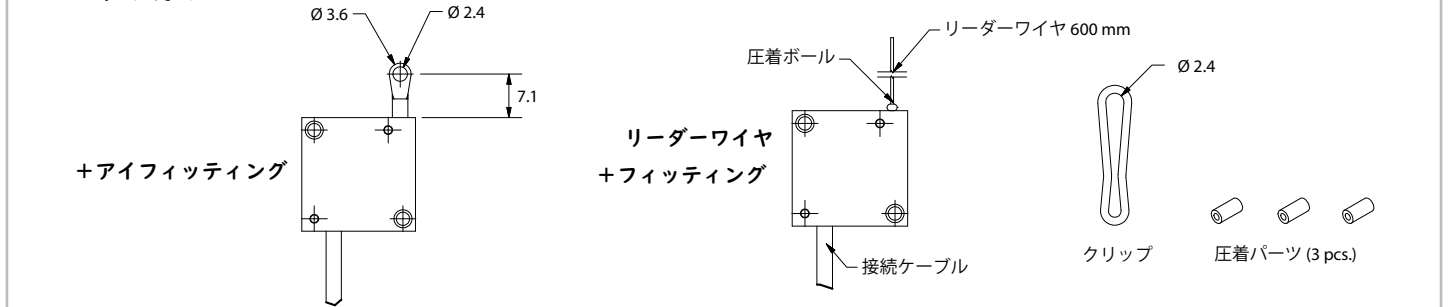 Ø 3.6
Ø 2.4
7.1
+アイフィッティング
リーダーワイヤ 600 mm
圧着ボール
リーダーワイヤ
+フィッティング
接続ケーブル
Ø 2.4
クリップ
圧着パーツ (3 pcs.)